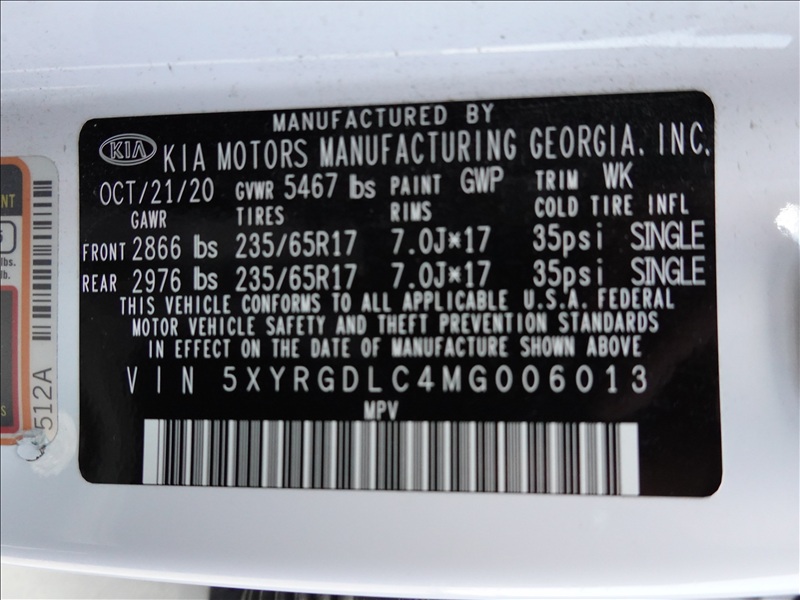 MANUFACTURED BY
KIA KIA MOTORS MANUFACTURING GEORGIA, INC.
OCT/21/20 GVWR 5467 lbs PAINT GWP TRIM WK
GAWR TIRES RIMS COLD TIRE INFL
FRONT 2866 lbs 235/65R17 7.0J*17 35psi SINGLE
REAR 2976 lbs 235/65R17 7.0J*17 35psi SINGLE
THIS VEHICLE CONFORMS TO ALL APPLICABLE U.S.A. FEDERAL
MOTOR VEHICLE SAFETY AND THEFT PREVENTION STANDARDS
IN EFFECT ON THE DATE OF MANUFACTURE SHOWN ABOVE
VIN 5XYRGDLC4MG006013
MPV
512A
lbs.
lb.